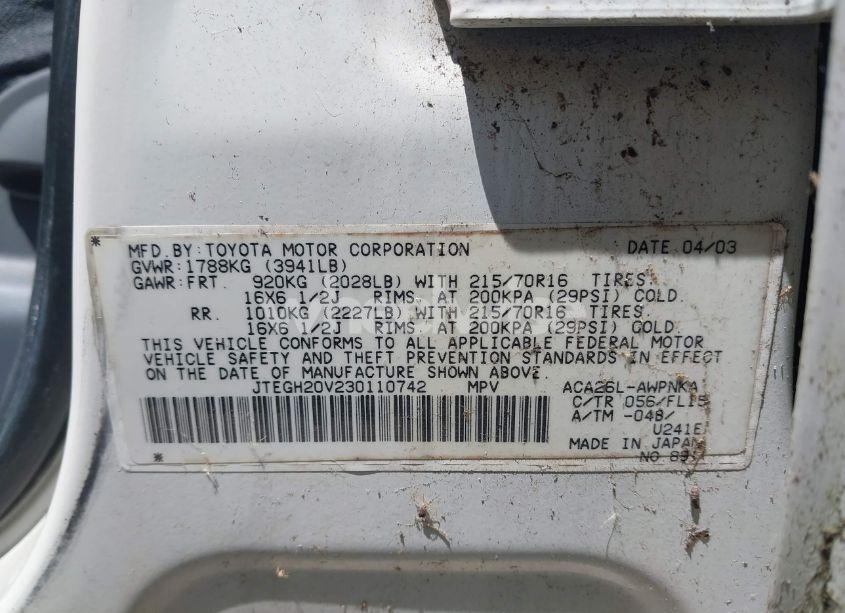 * MFD. BY: TOYOTA MOTOR CORPORATION DATE 04/03
GVWR: 1788KG (3941LB)
GAWR: FRT. 920KG (2028LB) WITH 215/70R16 TIRES.
16X6 1/2J RIMS. AT 200KPA (29PSI) COLD.
RR. 1010KG (2227LB) WITH 215/70R16 TIRES.
16X6 1/2J RIMS. AT 200KPA (29PSI) COLD
THIS VEHICLE CONFORMS TO ALL APPLICABLE FEDERAL MOTOR
VEHICLE SAFETY AND THEFT PREVENTION STANDARDS IN EFFECT
ON THE DATE OF MANUFACTURE SHOWN ABOVE.
JTEGH20V230110742 MPV ACA26L-AWPNKA
C/TR 056/FL15
A/TM -04B/
U241E
MADE IN JAPAN
* NO